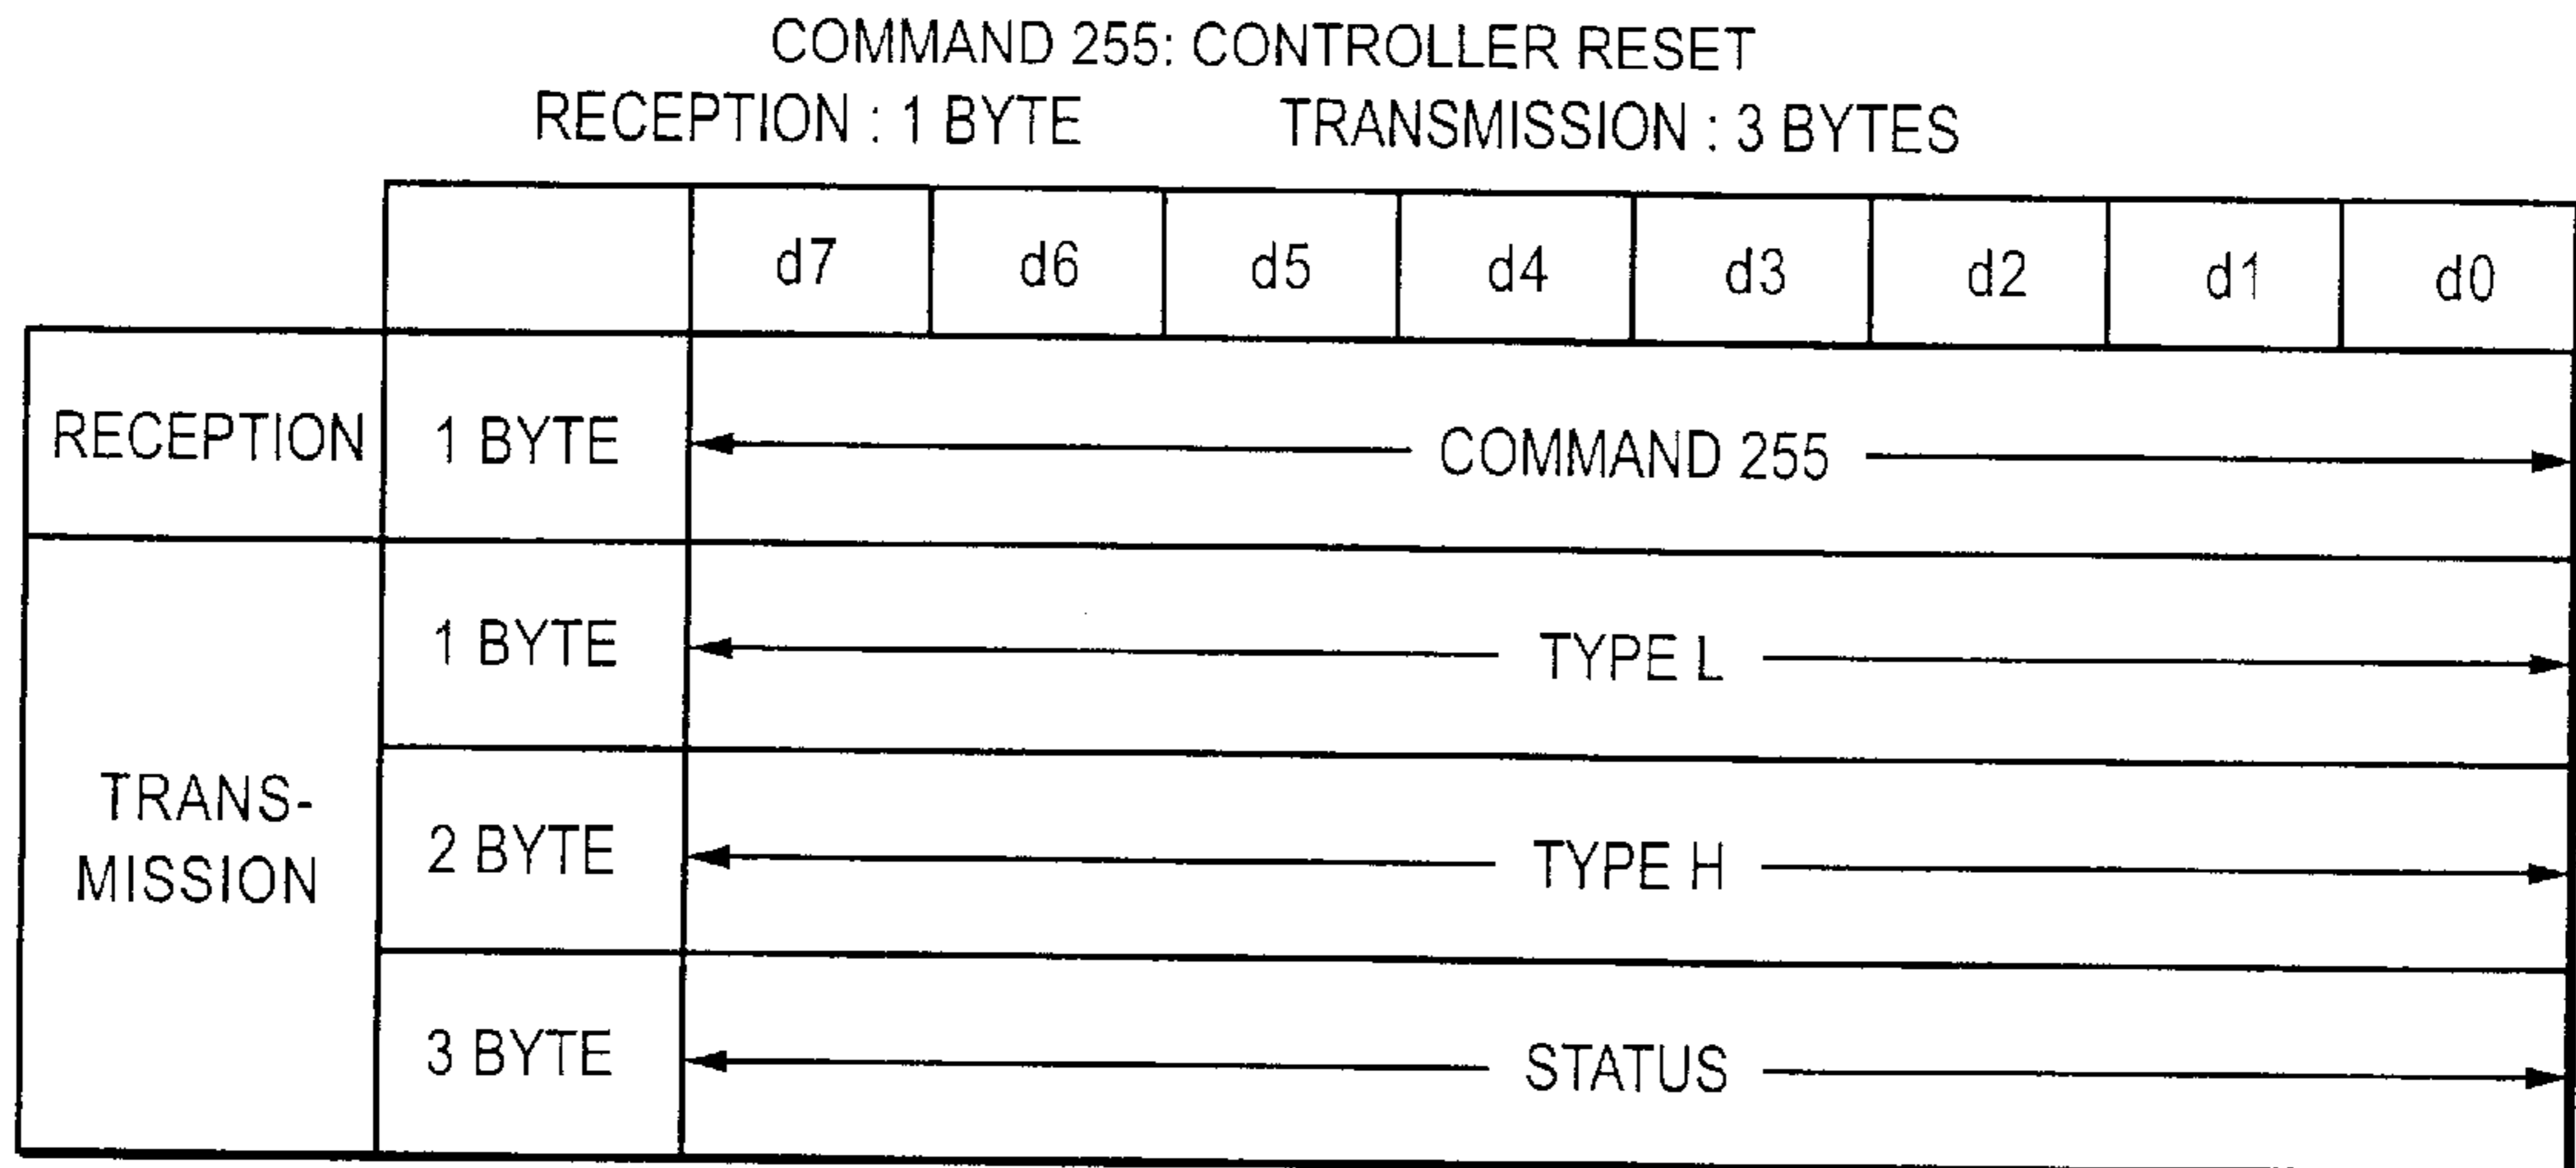 COMMAND 255: CONTROLLER RESET
RECEPTION : 1 BYTE TRANSMISSION : 3 BYTES
d7 d6 d5 d4 d3 d2 d1 d0
RECEPTION 1 BYTE COMMAND 255
1 BYTE TYPE L
TRANS-
MISSION
2 BYTE TYPE H
3 BYTE STATUS